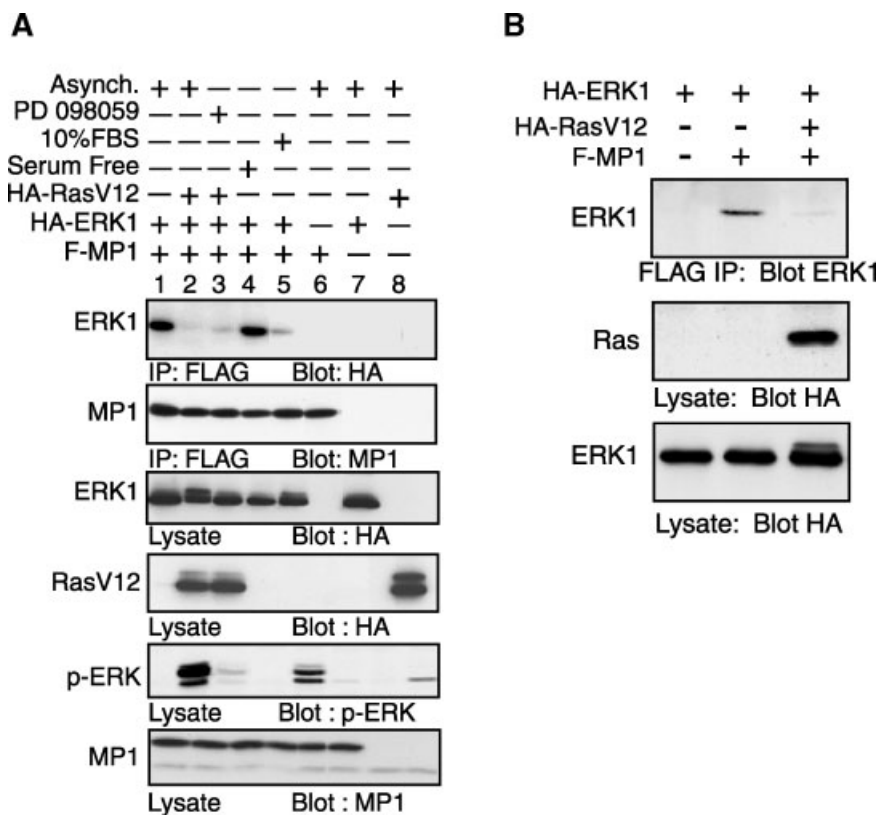 A
Asynch. + + — — — + + +
PD 098059 — — + — — — — —
10%FBS — — — — + — — —
Serum Free — — — + — — — —
HA-RasV12 — + + — — — — +
HA-ERK1 + + + + + — + —
F-MP1 + + + + + + — —
1 2 3 4 5 6 7 8
ERK1
IP: FLAG Blot: HA
MP1
IP: FLAG Blot: MP1
ERK1
Lysate Blot : HA
RasV12
Lysate Blot : HA
p-ERK
Lysate Blot : p-ERK
MP1
Lysate Blot : MP1
B
HA-ERK1 + + +
HA-RasV12 - - +
F-MP1 - + +
ERK1
FLAG IP: Blot ERK1
Ras
Lysate: Blot HA
ERK1
Lysate: Blot HA